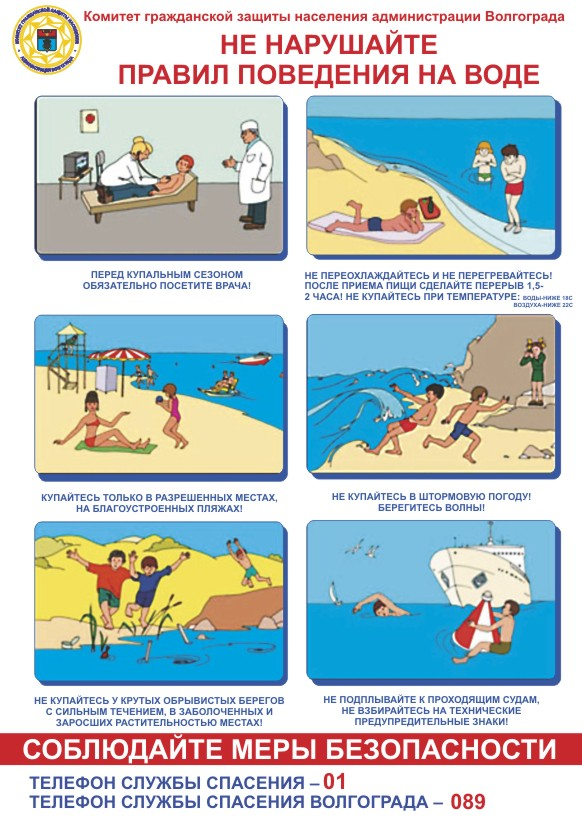 Комитет гражданской защиты населения администрации Волгограда
НЕ НАРУШАЙТЕ
ПРАВИЛ ПОВЕДЕНИЯ НА ВОДЕ
ПЕРЕД КУПАЛЬНЫМ СЕЗОНОМ
ОБЯЗАТЕЛЬНО ПОСЕТИТЕ ВРАЧА!
НЕ ПЕРЕОХЛАЖДАЙТЕСЬ И НЕ ПЕРЕГРЕВАЙТЕСЬ!
ПОСЛЕ ПРИЕМА ПИЩИ СДЕЛАЙТЕ ПЕРЕРЫВ 1,5-
2 ЧАСА! НЕ КУПАЙТЕСЬ ПРИ ТЕМПЕРАТУРЕ: ВОДЫ-НИЖЕ 18С
ВОЗДУХА-НИЖЕ 22С
КУПАЙТЕСЬ ТОЛЬКО В РАЗРЕШЕННЫХ МЕСТАХ,
НА БЛАГОУСТРОЕННЫХ ПЛЯЖАХ!
НЕ КУПАЙТЕСЬ В ШТОРМОВУЮ ПОГОДУ!
БЕРЕГИТЕСЬ ВОЛНЫ!
НЕ КУПАЙТЕСЬ У КРУТЫХ ОБРЫВИСТЫХ БЕРЕГОВ
С СИЛЬНЫМ ТЕЧЕНИЕМ, В ЗАБОЛОЧЕННЫХ И
ЗАРОСШИХ РАСТИТЕЛЬНОСТЬЮ МЕСТАХ!
НЕ ПОДПЛЫВАЙТЕ К ПРОХОДЯЩИМ СУДАМ,
НЕ ВЗБИРАЙТЕСЬ НА ТЕХНИЧЕСКИЕ
ПРЕДУПРЕДИТЕЛЬНЫЕ ЗНАКИ!
СОБЛЮДАЙТЕ МЕРЫ БЕЗОПАСНОСТИ
ТЕЛЕФОН СЛУЖБЫ СПАСЕНИЯ – 01
ТЕЛЕФОН СЛУЖБЫ СПАСЕНИЯ ВОЛГОГРАДА – 089